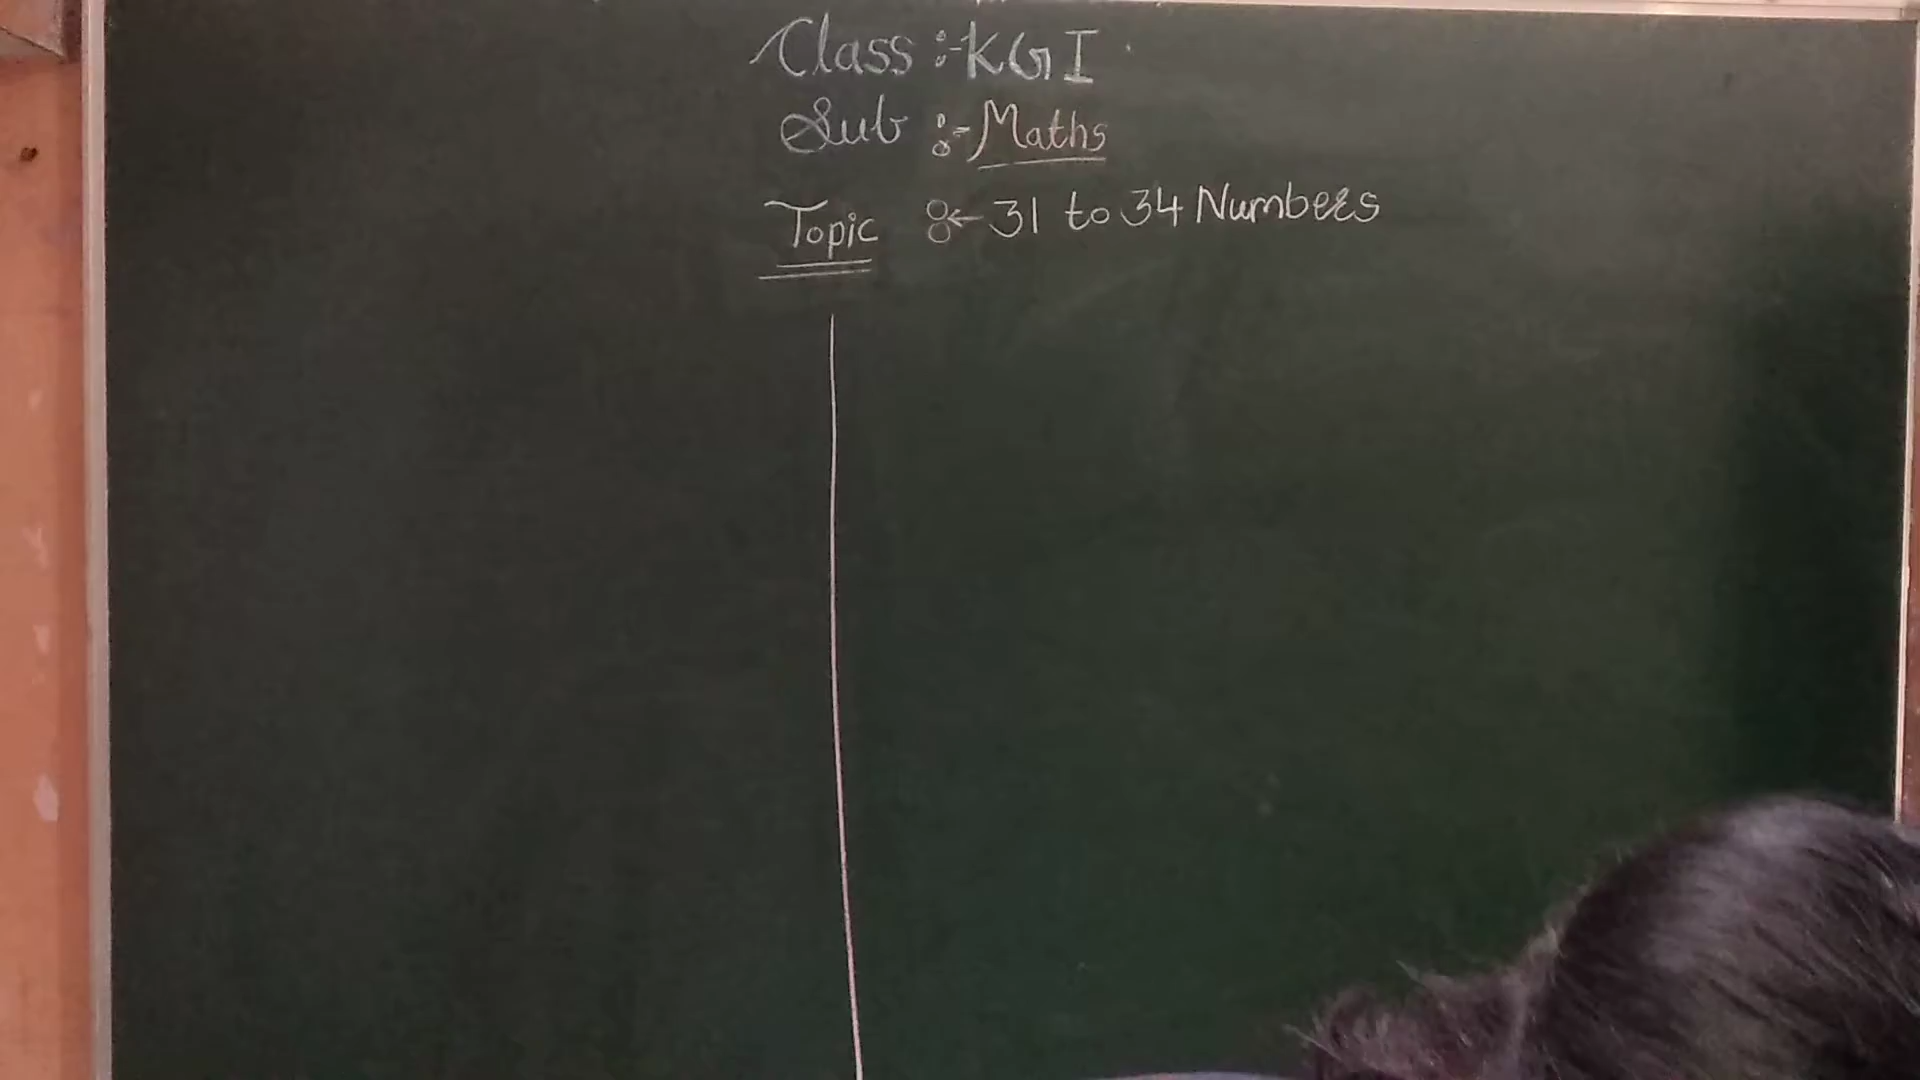 Class :- KG I
Sub :- Maths
Topic :- 31 to 34 Numbers